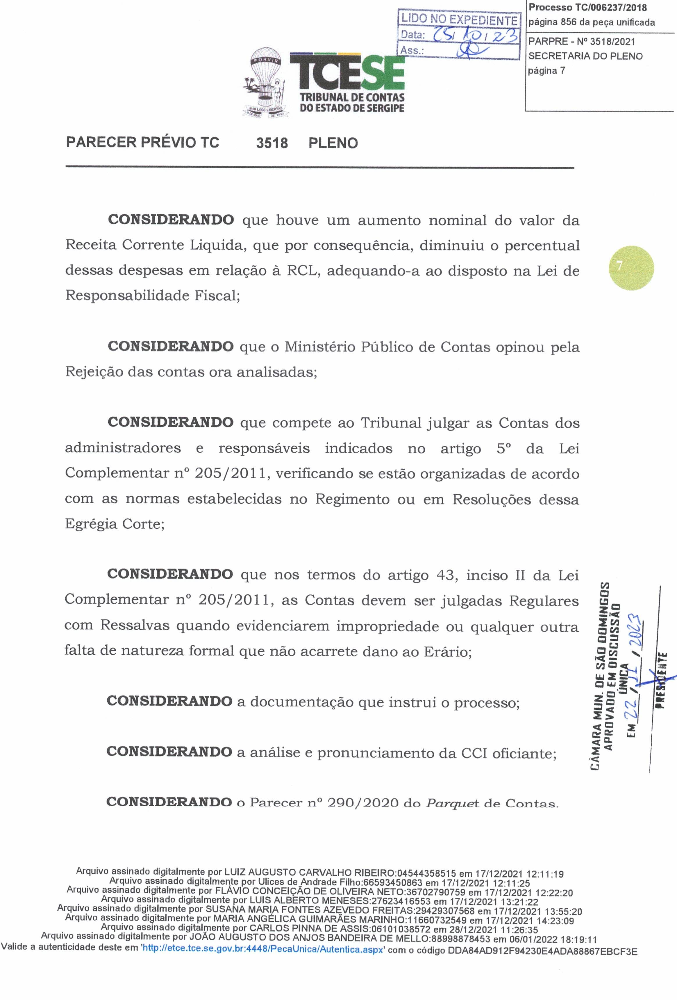 Processo TC/006237/2018
página 856 da peça unificada
PARPRE - Nº 3518/2021
SECRETARIA DO PLENO
página 7
LIDO NO EXPEDIENTE
Data: 25/10/23
Ass.:
PORVIR
SUB LEGE LIBERTAS
TCESE
TRIBUNAL DE CONTAS
DO ESTADO DE SERGIPE
PARECER PRÉVIO TC 3518 PLENO
CONSIDERANDO que houve um aumento nominal do valor da
Receita Corrente Liquida, que por consequência, diminuiu o percentual
dessas despesas em relação à RCL, adequando-a ao disposto na Lei de
Responsabilidade Fiscal;
7
CONSIDERANDO que o Ministério Público de Contas opinou pela
Rejeição das contas ora analisadas;
CONSIDERANDO que compete ao Tribunal julgar as Contas dos
administradores e responsáveis indicados no artigo 5º da Lei
Complementar nº 205/2011, verificando se estão organizadas de acordo
com as normas estabelecidas no Regimento ou em Resoluções dessa
Egrégia Corte;
CONSIDERANDO que nos termos do artigo 43, inciso II da Lei
Complementar nº 205/2011, as Contas devem ser julgadas Regulares
com Ressalvas quando evidenciarem impropriedade ou qualquer outra
falta de natureza formal que não acarrete dano ao Erário;
CONSIDERANDO a documentação que instrui o processo;
CONSIDERANDO a análise e pronunciamento da CCI oficiante;
CONSIDERANDO o Parecer nº 290/2020 do Parquet de Contas.
CÂMARA MUN. DE SÃO DOMINGOS
APROVADO EM DISCUSSÃO
ÚNICA
EM 22 / 11 / 2023
PRESIDENTE
Arquivo assinado digitalmente por LUIZ AUGUSTO CARVALHO RIBEIRO:04544358515 em 17/12/2021 12:11:19
Arquivo assinado digitalmente por Ulices de Andrade Filho:66593450863 em 17/12/2021 12:11:25
Arquivo assinado digitalmente por FLÁVIO CONCEIÇÃO DE OLIVEIRA NETO:36702790759 em 17/12/2021 12:22:20
Arquivo assinado digitalmente por LUIS ALBERTO MENESES:27623416553 em 17/12/2021 13:21:22
Arquivo assinado digitalmente por SUSANA MARIA FONTES AZEVEDO FREITAS:29429307568 em 17/12/2021 13:55:20
Arquivo assinado digitalmente por MARIA ANGÉLICA GUIMARÃES MARINHO:11660732549 em 17/12/2021 14:23:09
Arquivo assinado digitalmente por CARLOS PINNA DE ASSIS:06101038572 em 28/12/2021 11:26:35
Arquivo assinado digitalmente por JOÃO AUGUSTO DOS ANJOS BANDEIRA DE MELLO:88998878453 em 06/01/2022 18:19:11
Valide a autenticidade deste em 'http://etce.tce.se.gov.br:4448/PecaUnica/Autentica.aspx' com o código DDA84AD912F94230E4ADA88867EBCF3E